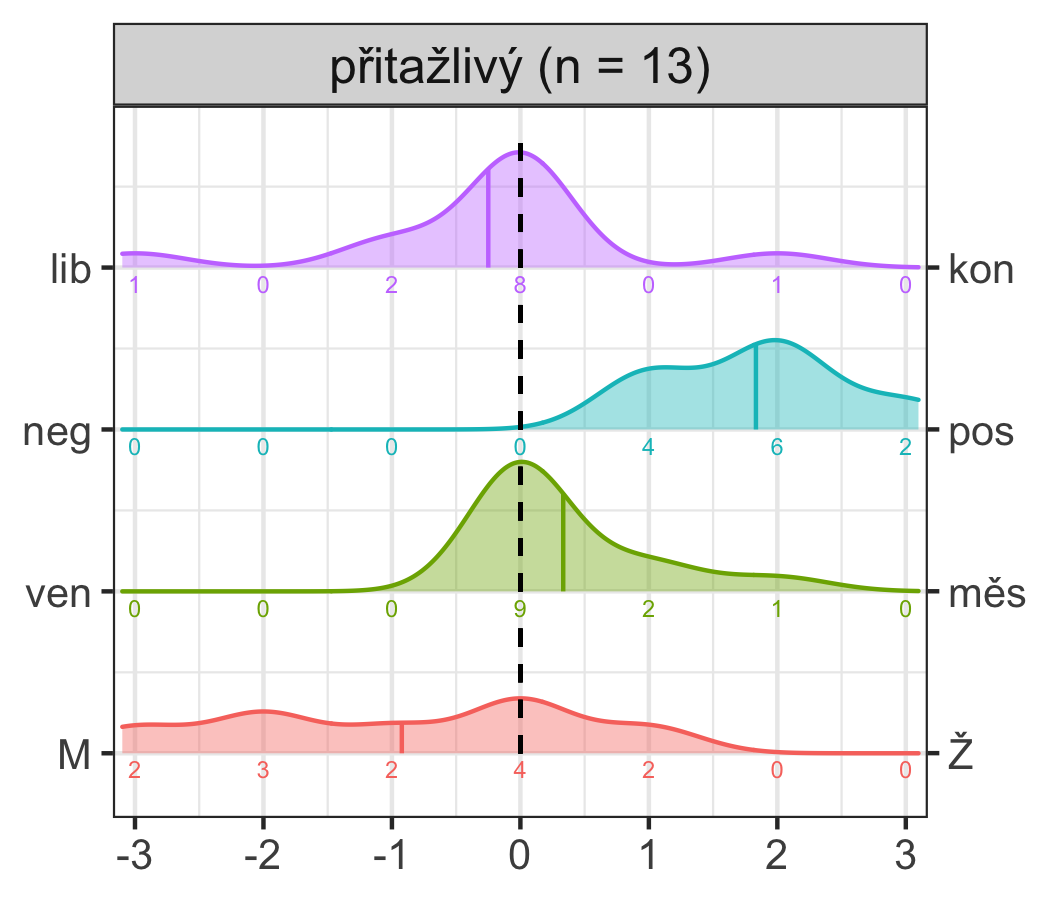 přitažlivý (n = 13)
lib kon
1 0 2 8 0 1 0
neg pos
0 0 0 0 4 6 2
ven měs
0 0 0 9 2 1 0
M Ž
2 3 2 4 2 0 0
-3 -2 -1 0 1 2 3